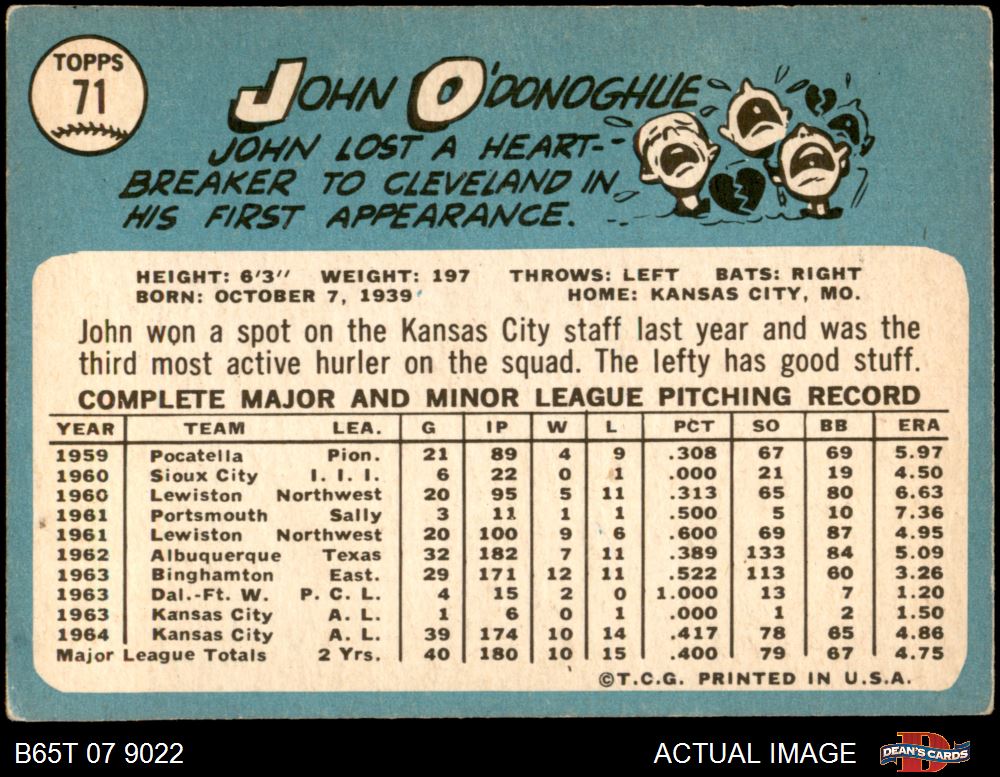 TOPPS
71
JOHN O'DONOGHUE
JOHN LOST A HEART-
BREAKER TO CLEVELAND IN
HIS FIRST APPEARANCE.
HEIGHT: 6'3" WEIGHT: 197 THROWS: LEFT BATS: RIGHT
BORN: OCTOBER 7, 1939 HOME: KANSAS CITY, MO.
John won a spot on the Kansas City staff last year and was the
third most active hurler on the squad. The lefty has good stuff.
COMPLETE MAJOR AND MINOR LEAGUE PITCHING RECORD
YEAR TEAM LEA. G IP W L PCT SO BB ERA
1959 Pocatella Pion. 21 89 4 9 .308 67 69 5.97
1960 Sioux City I. I. I. 6 22 0 1 .000 21 19 4.50
1960 Lewiston Northwest 20 95 5 11 .313 65 80 6.63
1961 Portsmouth Sally 3 11 1 1 .500 5 10 7.36
1961 Lewiston Northwest 20 100 9 6 .600 69 87 4.95
1962 Albuquerque Texas 32 182 7 11 .389 133 84 5.09
1963 Binghamton East. 29 171 12 11 .522 113 60 3.26
1963 Dal.-Ft. W. P. C. L. 4 15 2 0 1.000 13 7 1.20
1963 Kansas City A. L. 1 6 0 1 .000 1 2 1.50
1964 Kansas City A. L. 39 174 10 14 .417 78 65 4.86
Major League Totals 2 Yrs. 40 180 10 15 .400 79 67 4.75
©T.C.G. PRINTED IN U.S.A.
B65T 07 9022 ACTUAL IMAGE DEAN'S CARDS